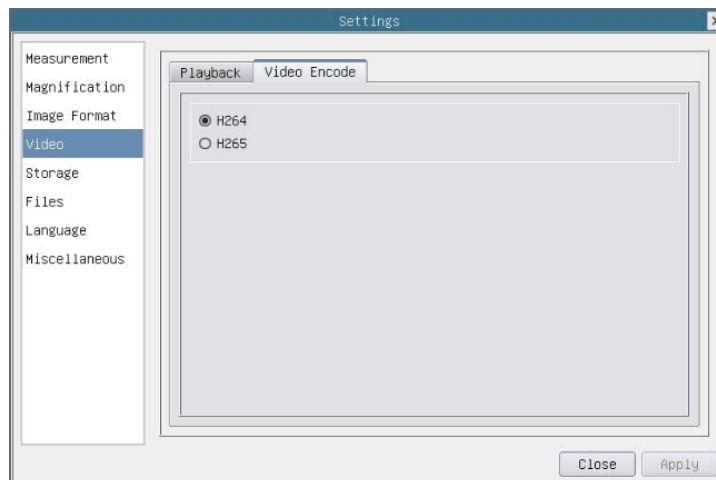 Settings
Measurement
Magnification
Image Format
Video
Storage
Files
Language
Miscellaneous
Playback
Video Encode
H264
H265
Close
Apply